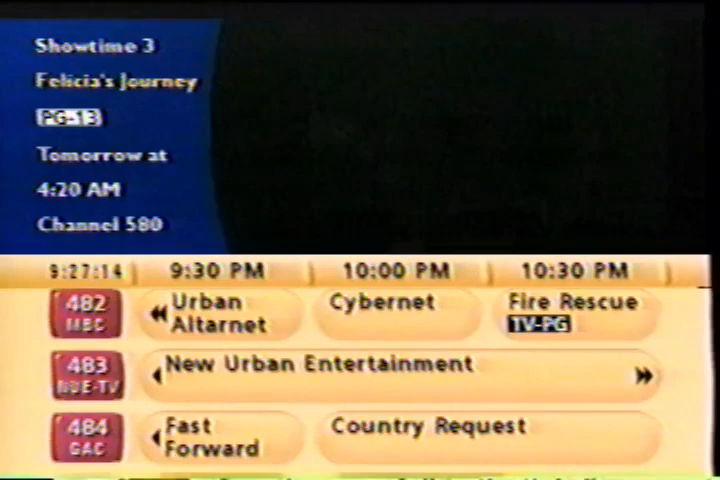 Showtime 3
Felicia's Journey
PG-13
Tomorrow at
4:20 AM
Channel 580
9:27:14 9:30 PM 10:00 PM 10:30 PM
482 MBC
Urban Altarnet
Cybernet
Fire Rescue
TV-PG
483 NUE-TV
New Urban Entertainment
484 GAC
Fast Forward
Country Request